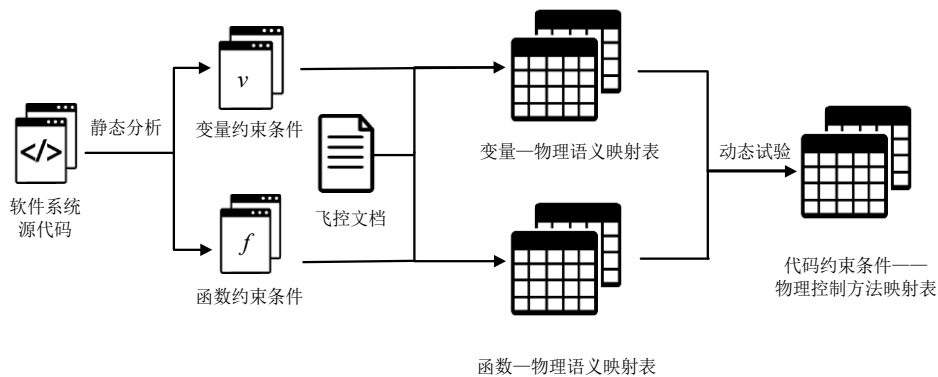 </>
软件系统
源代码
静态分析
v
变量约束条件
f
函数约束条件
飞控文档
变量—物理语义映射表
函数—物理语义映射表
动态试验
代码约束条件——
物理控制方法映射表